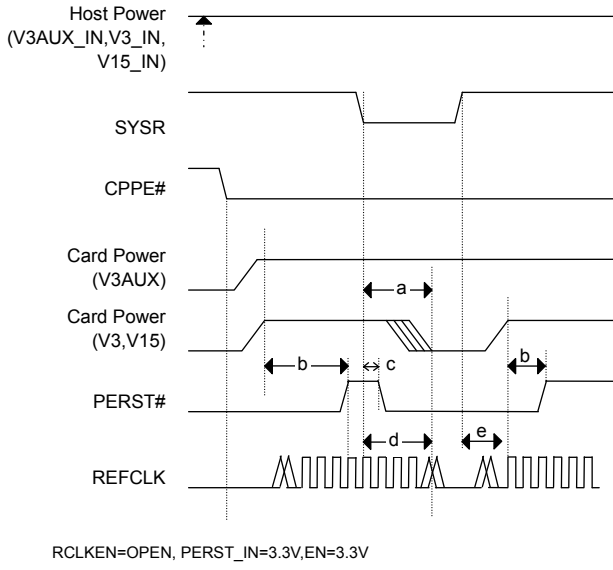 Host Power
(V3AUX_IN,V3_IN,
V15_IN)
SYSR
CPPE#
Card Power
(V3AUX)
a
Card Power
(V3,V15)
b
c
b
PERST#
d
e
REFCLK
RCLKEN=OPEN, PERST_IN=3.3V,EN=3.3V